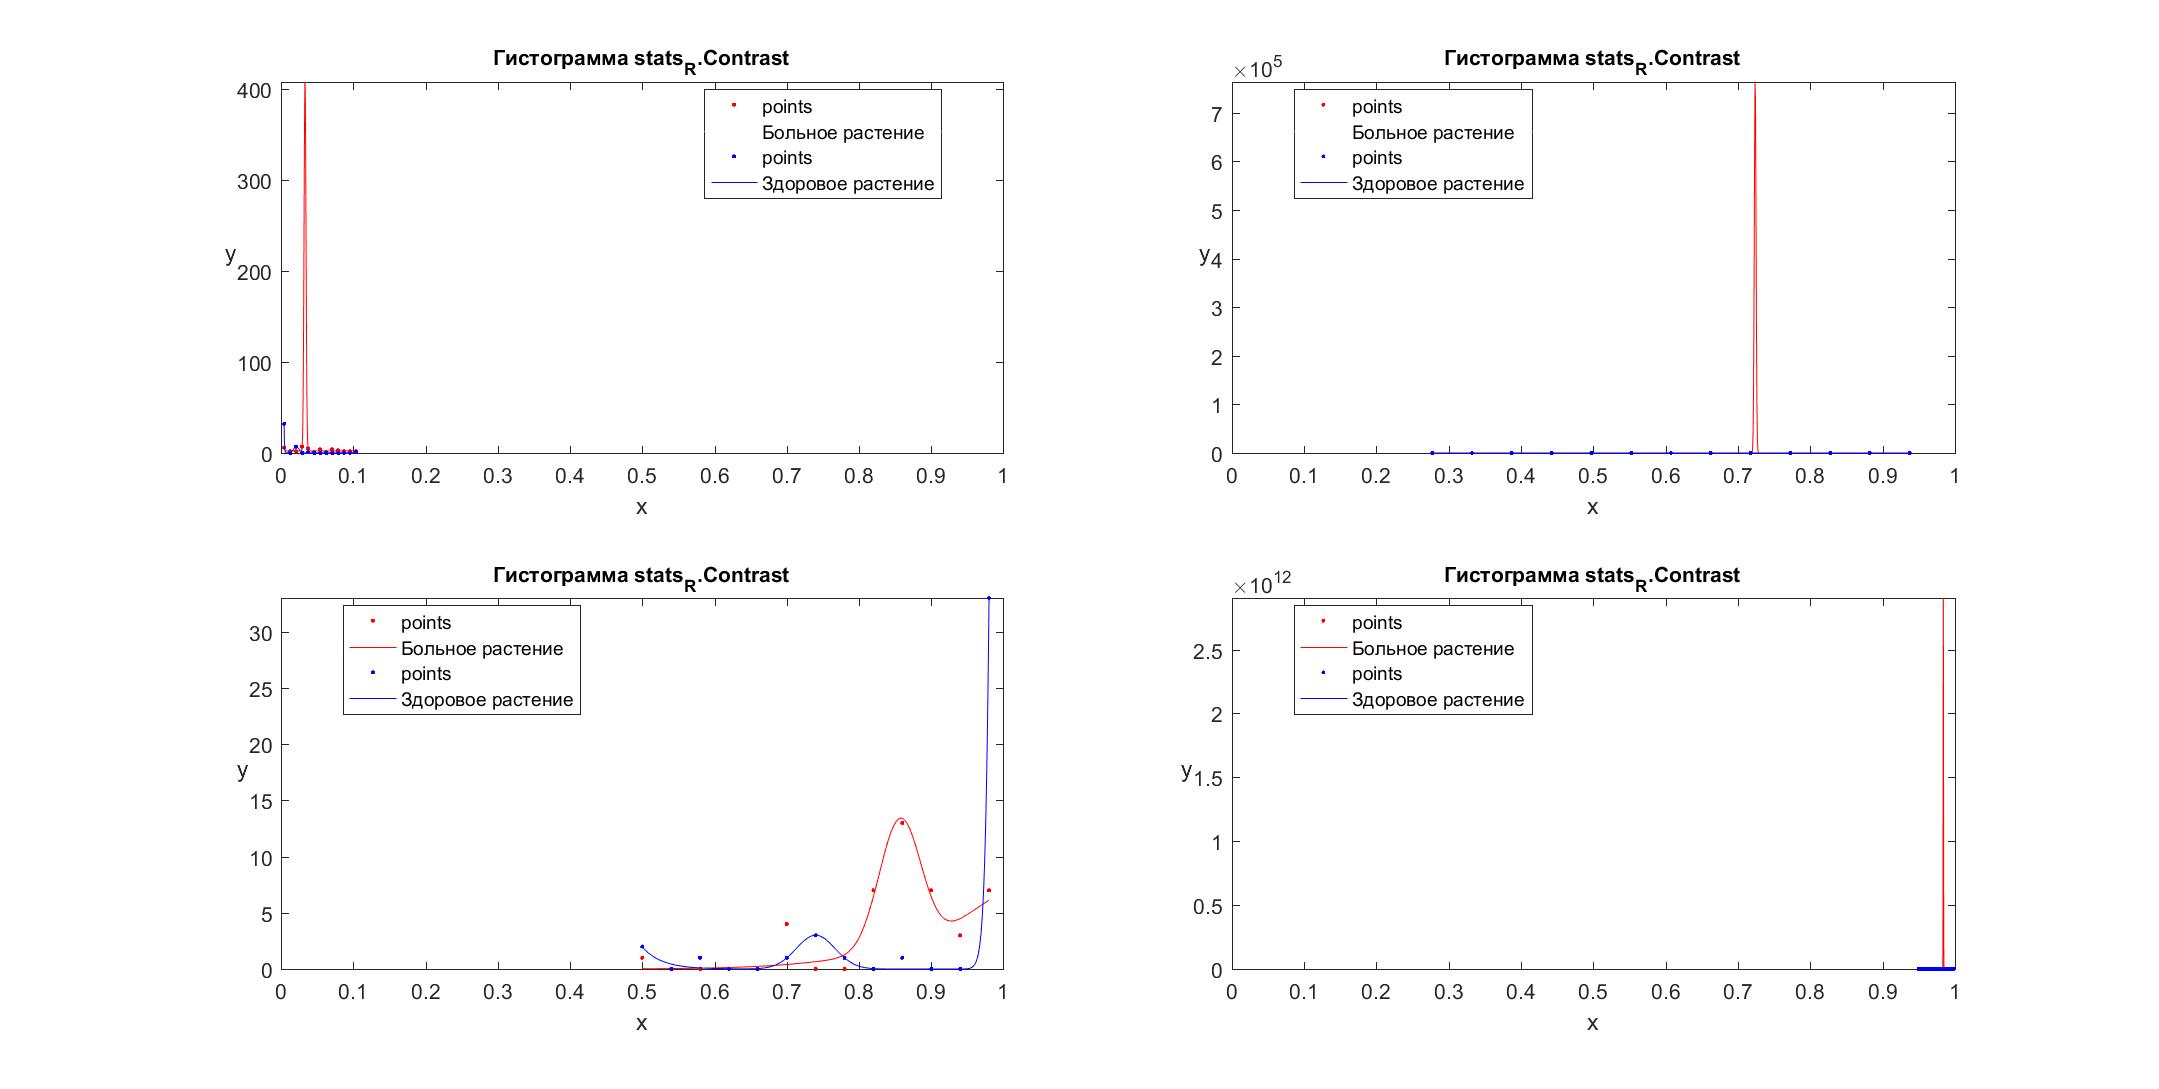 Гистограмма stats_R.Contrast
400
300
200
100
0
y
points
Больное растение
points
Здоровое растение
0 0.1 0.2 0.3 0.4 0.5 0.6 0.7 0.8 0.9 1
x
Гистограмма stats_R.Contrast
×10^5
7
6
5
4
3
2
1
0
y
points
Больное растение
points
Здоровое растение
0 0.1 0.2 0.3 0.4 0.5 0.6 0.7 0.8 0.9 1
x
Гистограмма stats_R.Contrast
30
25
20
15
10
5
0
y
points
Больное растение
points
Здоровое растение
0 0.1 0.2 0.3 0.4 0.5 0.6 0.7 0.8 0.9 1
x
Гистограмма stats_R.Contrast
×10^12
2.5
2
1.5
1
0.5
0
y
points
Больное растение
points
Здоровое растение
0 0.1 0.2 0.3 0.4 0.5 0.6 0.7 0.8 0.9 1
x